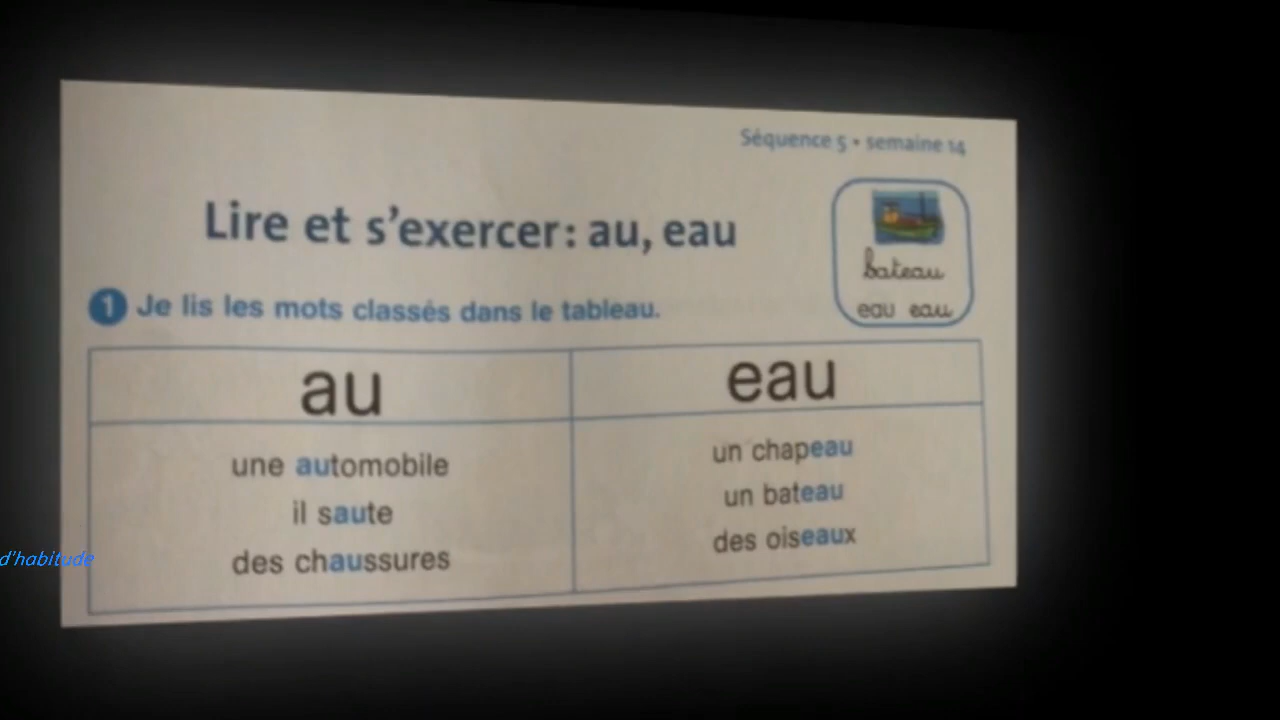 Séquence 5 • semaine 14
Lire et s'exercer : au, eau
bateau
eau eau
1 Je lis les mots classés dans le tableau.
au
eau
une automobile
il saute
des chaussures
un chapeau
un bateau
des oiseaux
d'habitude